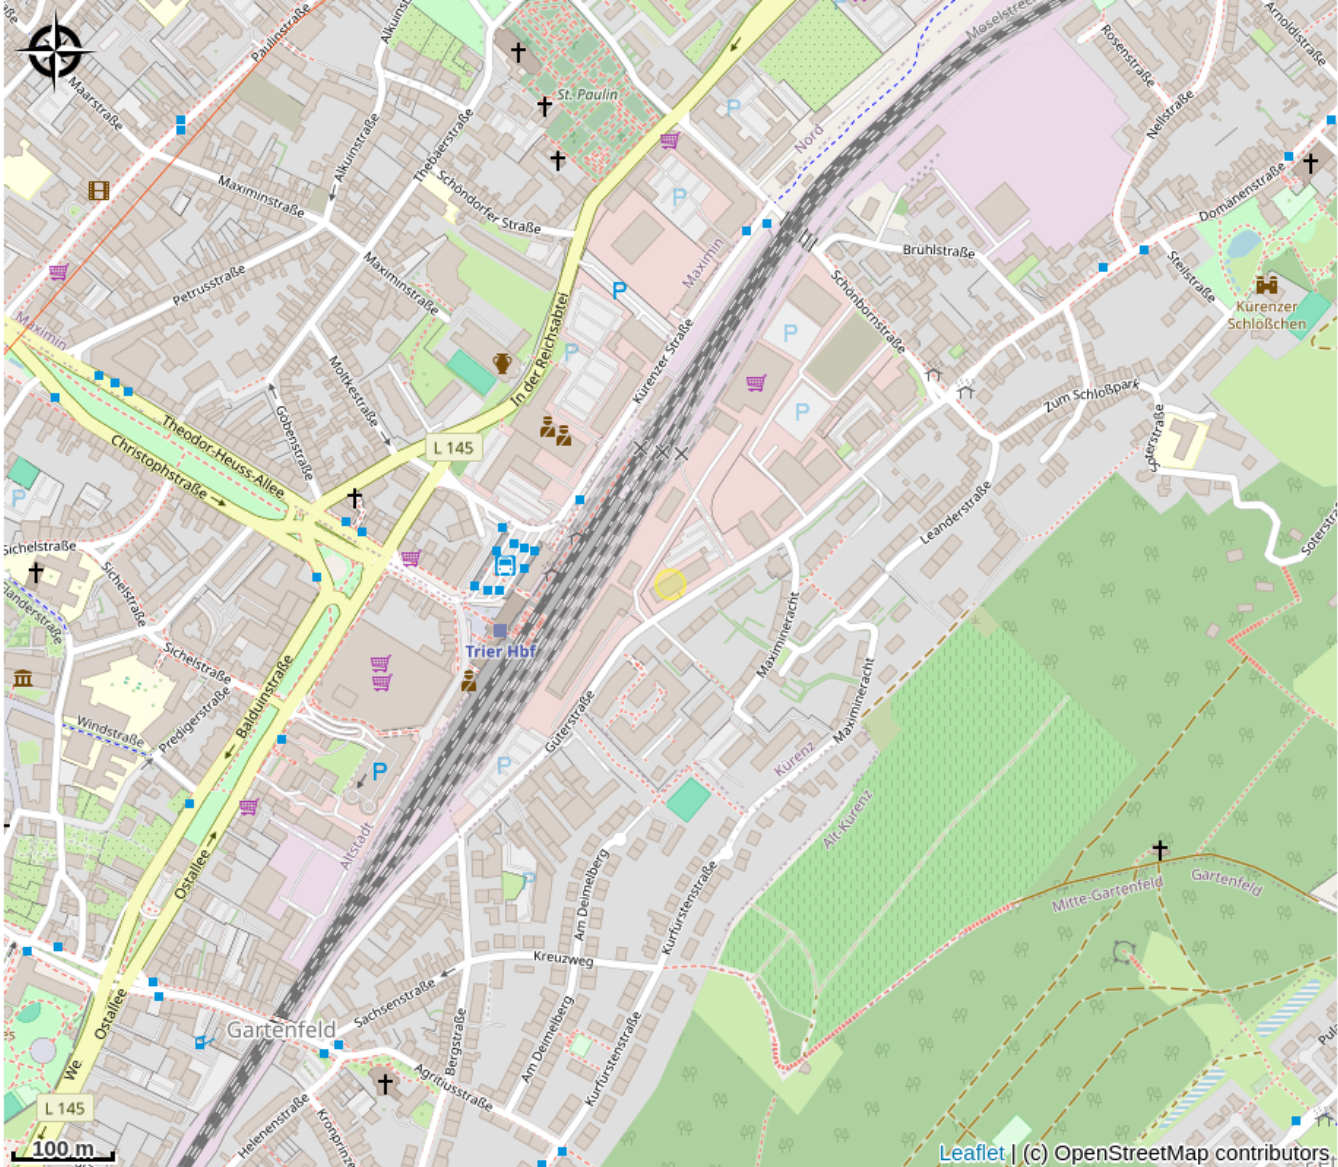 Paulinstraße
Alkuinstraße
Moselstrecke
Arnoldistraße
Rosenstraße
Maarstraße
St. Paulin
Nellstraße
Nord
Alkuinstraße
Thebäerstraße
Maximinstraße
Schöndorfer Straße
Domänenstraße
Brühlstraße
Maximin
Steilstraße
Petrusstraße
Maximinstraße
Schönbornstraße
Kürenzer
Schlößchen
Maximin
In der Reichsabtei
Kürenzer Straße
Moltkestraße
Zum Schloßpark
Theodor-Heuss-Allee
Göbenstraße
L 145
Christophstraße
Leanderstraße
Soterstraße
Sichelstraße
Sichelstraße
Maximineracht
Trier Hbf
Sichelstraße
Balduinstraße
Predigerstraße
Windstraße
Güterstraße
Maximineracht
Kürenz
Alt-Kürenz
Altstadt
Ostallee
Am Deimelberg
Kurfürstenstraße
Mitte-Gartenfeld
Gartenfeld
Kreuzweg
Sachsenstraße
Ostallee
Gartenfeld
Bergstraße
Am Deimelberg
Kurfürstenstraße
We
Agritiusstraße
L 145
Helenenstraße
Kronprinz
100 m
Leaflet | (c) OpenStreetMap contributors